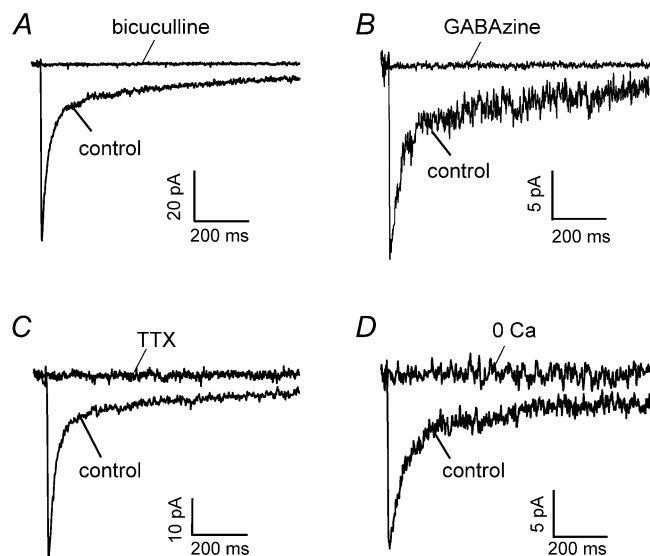 A
bicuculline
control
20 pA
200 ms
B
GABAzine
control
5 pA
200 ms
C
TTX
control
10 pA
200 ms
D
0 Ca
control
5 pA
200 ms